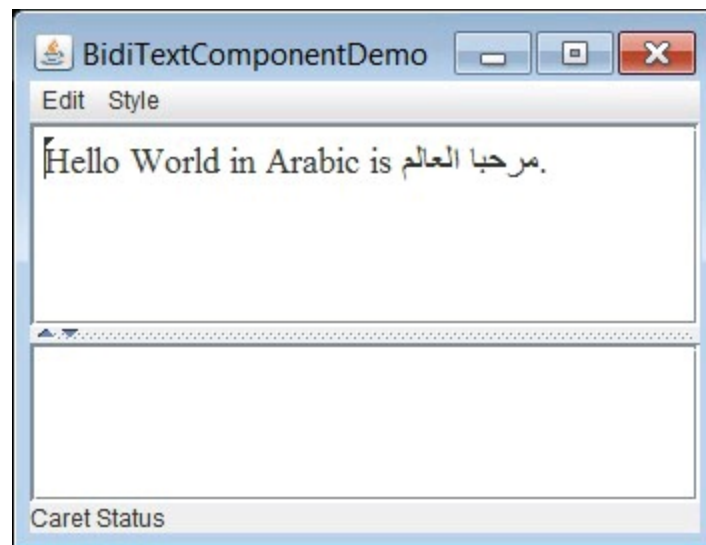 BidiTextComponentDemo
Edit Style
Hello World in Arabic is مرحبا العالم.
Caret Status